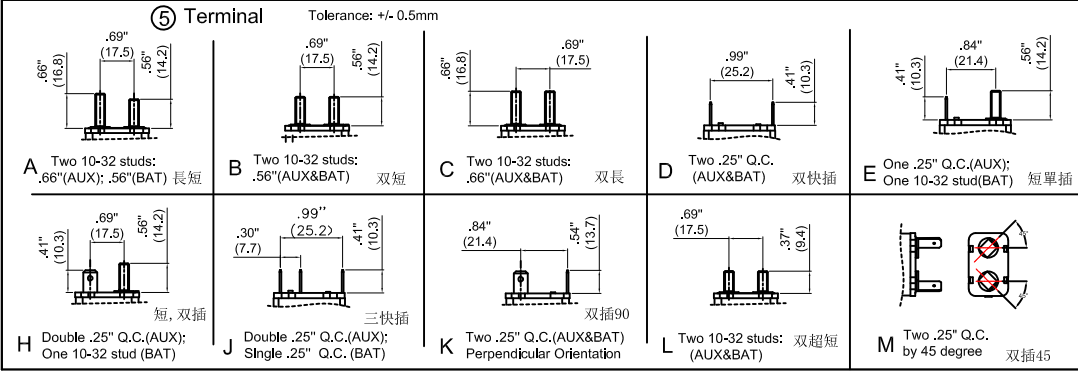 ⑤ Terminal
Tolerance: +/- 0.5mm
.66"
(16.8)
.69"
(17.5)
.56"
(14.2)
A Two 10-32 studs:
.66"(AUX); .56"(BAT) 長短
.69"
(17.5)
.56"
(14.2)
B Two 10-32 studs:
.56"(AUX&BAT) 双短
.66"
(16.8)
.69"
(17.5)
C Two 10-32 studs:
.66"(AUX&BAT) 双長
.99"
(25.2)
.41"
(10.3)
D Two .25" Q.C.
(AUX&BAT) 双快插
.41"
(10.3)
.84"
(21.4)
.56"
(14.2)
E One .25" Q.C.(AUX);
One 10-32 stud(BAT) 短單插
.41"
(10.3)
.69"
(17.5)
.56"
(14.2)
短, 双插
H Double .25" Q.C.(AUX);
One 10-32 stud (BAT)
.30"
(7.7)
.99''
(25.2)
.41"
(10.3)
三快插
J Double .25" Q.C.(AUX);
SIngle .25" Q.C. (BAT)
.84"
(21.4)
.54"
(13.7)
双插90
K Two .25" Q.C.(AUX&BAT)
Perpendicular Orientation
.69"
(17.5)
.37"
(9.4)
L Two 10-32 studs: 双超短
(AUX&BAT)
45°
45°
M Two .25" Q.C.
by 45 degree 双插45